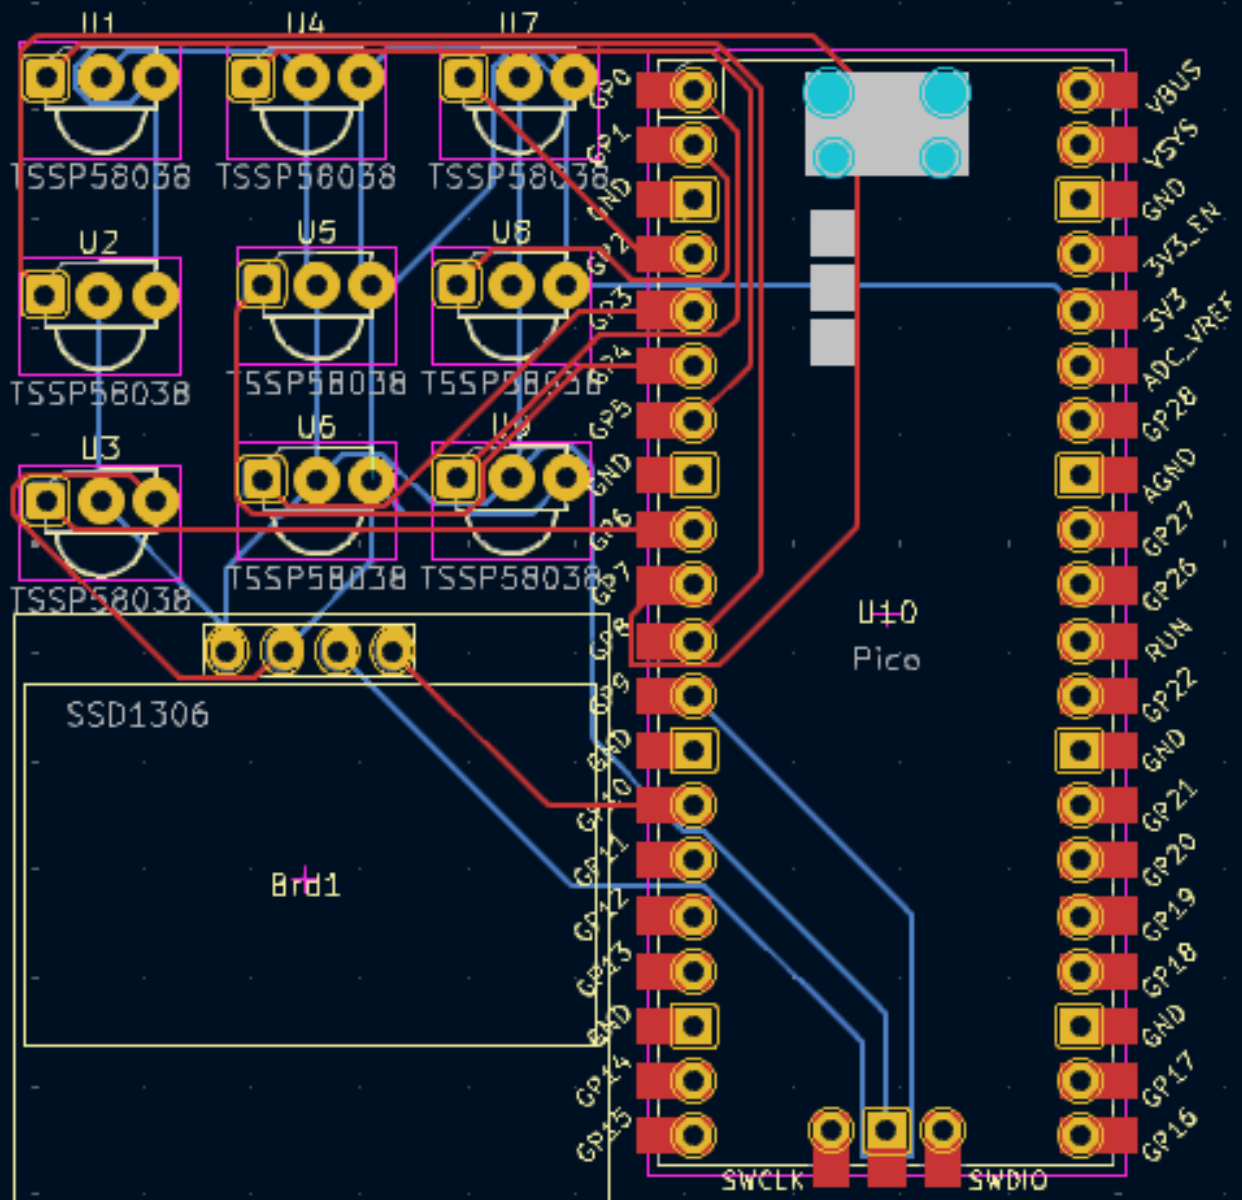 U1 U4 U7
TSSP58038 TSSP58038 TSSP58038
U2 U5 U8
TSSP58038 TSSP58038 TSSP58038
U3 U6 U9
TSSP58038 TSSP58038 TSSP58038
SSD1306
Brd1
GP0
GP1
GND
GP2
GP3
GP4
GP5
GND
GP6
GP7
GP8
GP9
GND
GP10
GP11
GP12
GP13
GND
GP14
GP15
U10
Pico
SWCLK SWDIO
VBUS
VSYS
GND
3V3_EN
3V3
ADC_VREF
GP28
AGND
GP27
GP26
RUN
GP22
GND
GP21
GP20
GP19
GP18
GND
GP17
GP16